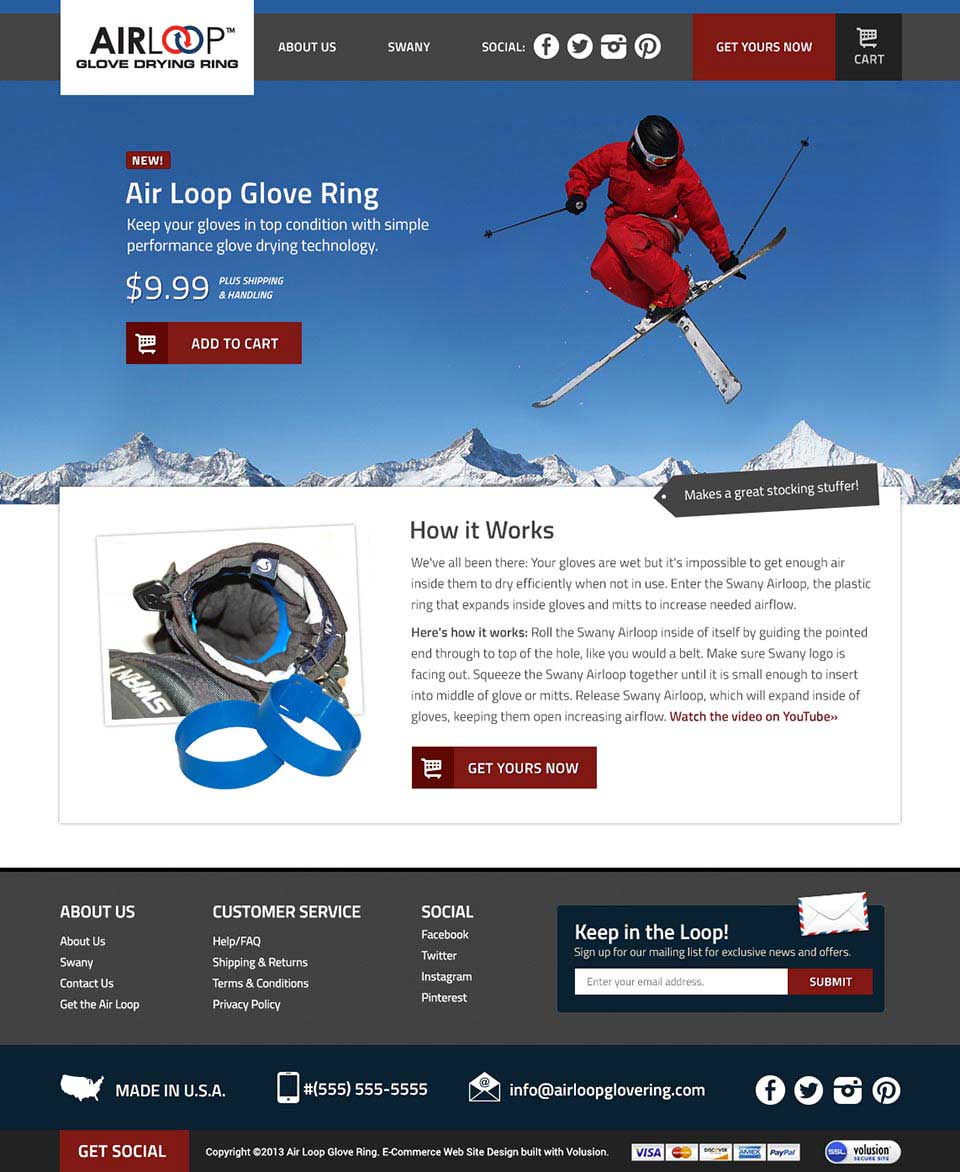 AIRLOOP™
GLOVE DRYING RING
ABOUT US
SWANY
SOCIAL:
GET YOURS NOW
CART
NEW!
Air Loop Glove Ring
Keep your gloves in top condition with simple
performance glove drying technology.
$9.99
PLUS SHIPPING
& HANDLING
ADD TO CART
Makes a great stocking stuffer!
SWANY
How it Works
We've all been there: Your gloves are wet but it's impossible to get enough air
inside them to dry efficiently when not in use. Enter the Swany Airloop, the plastic
ring that expands inside gloves and mitts to increase needed airflow.
Here's how it works: Roll the Swany Airloop inside of itself by guiding the pointed
end through to top of the hole, like you would a belt. Make sure Swany logo is
facing out. Squeeze the Swany Airloop together until it is small enough to insert
into middle of glove or mitts. Release Swany Airloop, which will expand inside of
gloves, keeping them open increasing airflow. Watch the video on YouTube»
GET YOURS NOW
ABOUT US
About Us
Swany
Contact Us
Get the Air Loop
CUSTOMER SERVICE
Help/FAQ
Shipping & Returns
Terms & Conditions
Privacy Policy
SOCIAL
Facebook
Twitter
Instagram
Pinterest
Keep in the Loop!
Sign up for our mailing list for exclusive news and offers.
Enter your email address.
SUBMIT
MADE IN U.S.A.
#(555) 555-5555
info@airloopglovering.com
GET SOCIAL
Copyright ©2013 Air Loop Glove Ring. E-Commerce Web Site Design built with Volusion.
VISA
MasterCard
DISCOVER
AMEX
PayPal
SSL
volusion
SECURE SITE